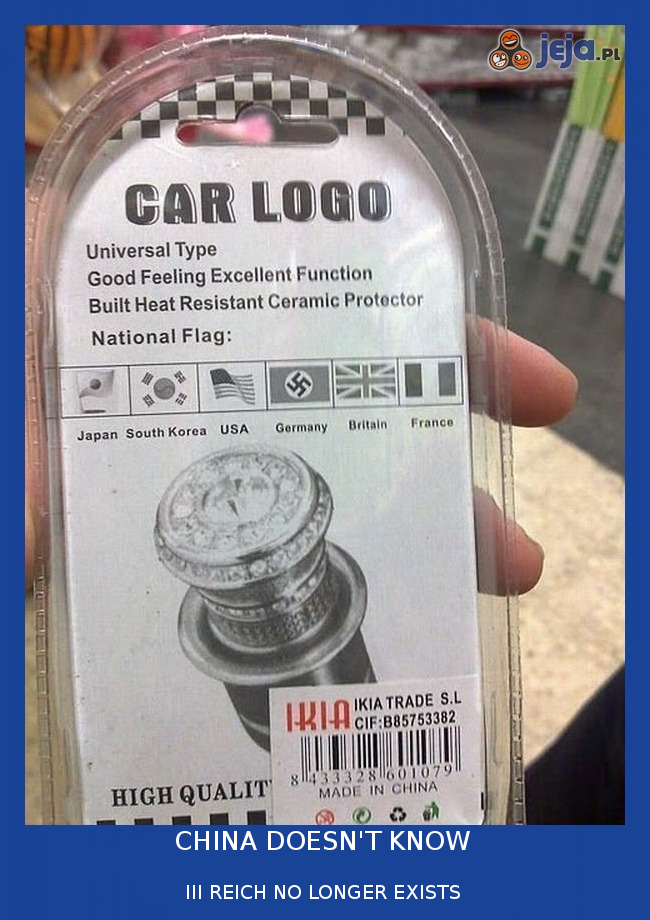 jeja.pl
CAR LOGO
Universal Type
Good Feeling Excellent Function
Built Heat Resistant Ceramic Protector
National Flag:
Japan South Korea USA Germany Britain France
IKIA IKIA TRADE S.L
CIF:B85753382
8 433328 601079
MADE IN CHINA
HIGH QUALIT
CHINA DOESN'T KNOW
III REICH NO LONGER EXISTS